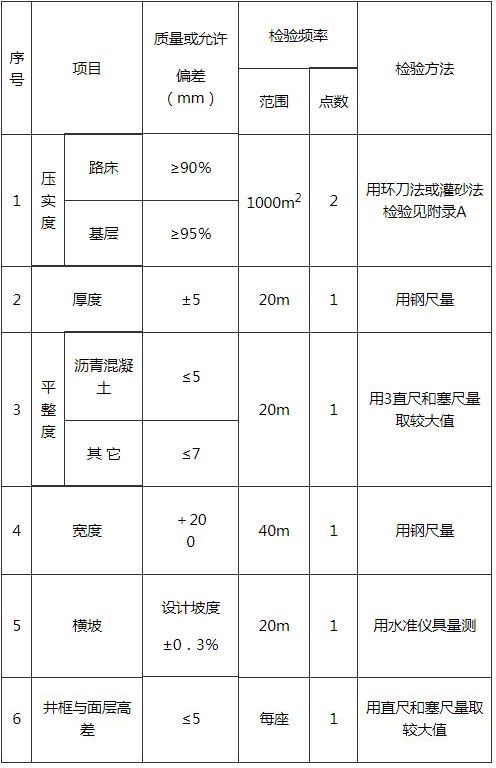 序号
项目
质量或允许
偏差
（mm）
检验频率
检验方法
范围
点数
1
压实度
路床
≥90%
1000m²
2
用环刀法或灌砂法
检验见附录A
基层
≥95%
2
厚度
±5
20m
1
用钢尺量
3
平整度
沥青混凝
土
≤5
20m
1
用3直尺和塞尺量
取较大值
其 它
≤7
4
宽度
＋20
0
40m
1
用钢尺量
5
横坡
设计坡度
±0．3%
20m
1
用水准仪具量测
6
井框与面层高
差
≤5
每座
1
用直尺和塞尺量取
较大值